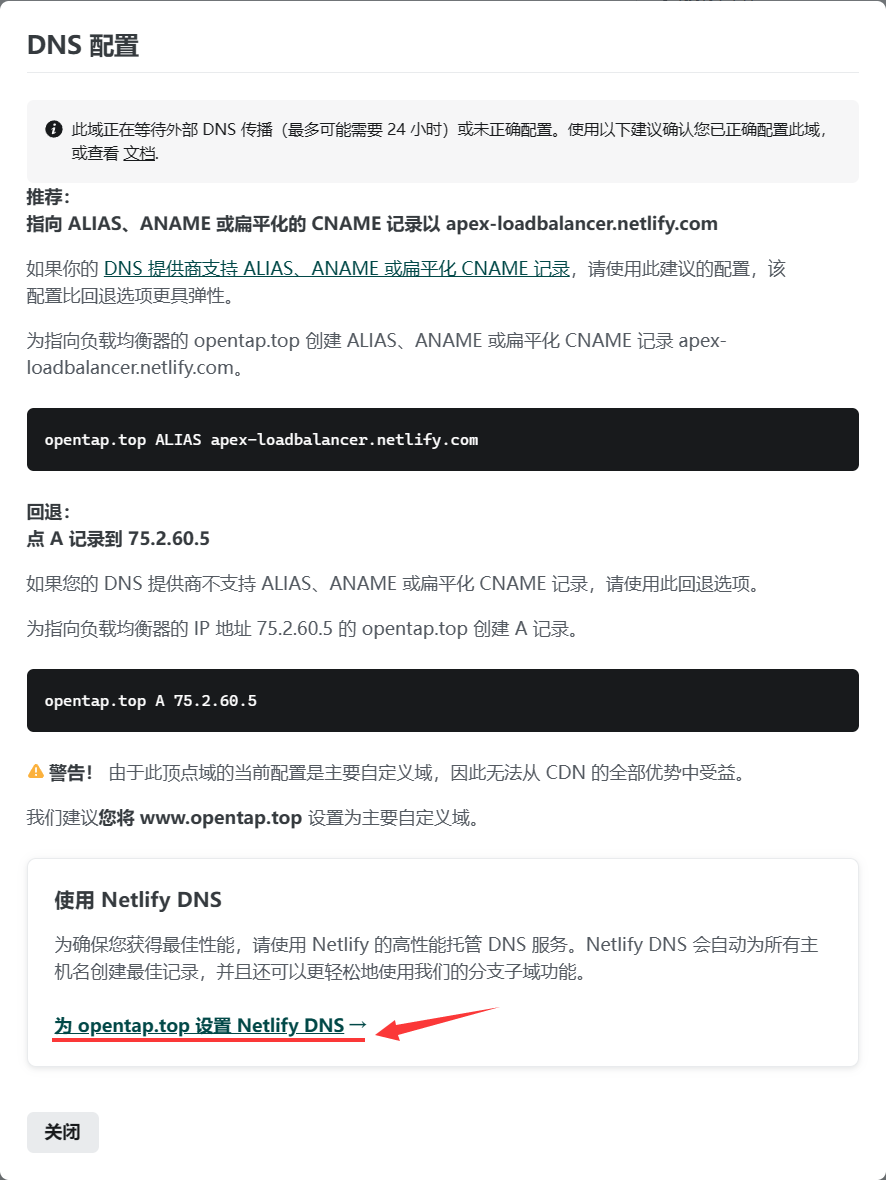 DNS 配置
此域正在等待外部 DNS 传播（最多可能需要 24 小时）或未正确配置。使用以下建议确认您已正确配置此域，
或查看 文档.
推荐：
指向 ALIAS、ANAME 或扁平化的 CNAME 记录以 apex-loadbalancer.netlify.com
如果你的 DNS 提供商支持 ALIAS、ANAME 或扁平化 CNAME 记录，请使用此建议的配置，该
配置比回退选项更具弹性。
为指向负载均衡器的 opentap.top 创建 ALIAS、ANAME 或扁平化 CNAME 记录 apex-
loadbalancer.netlify.com。
opentap.top ALIAS apex-loadbalancer.netlify.com
回退：
点 A 记录到 75.2.60.5
如果您的 DNS 提供商不支持 ALIAS、ANAME 或扁平化 CNAME 记录，请使用此回退选项。
为指向负载均衡器的 IP 地址 75.2.60.5 的 opentap.top 创建 A 记录。
opentap.top A 75.2.60.5
警告！ 由于此顶点域的当前配置是主要自定义域，因此无法从 CDN 的全部优势中受益。
我们建议您将 www.opentap.top 设置为主要自定义域。
使用 Netlify DNS
为确保您获得最佳性能，请使用 Netlify 的高性能托管 DNS 服务。Netlify DNS 会自动为所有主
机名创建最佳记录，并且还可以更轻松地使用我们的分支子域功能。
为 opentap.top 设置 Netlify DNS →
关闭